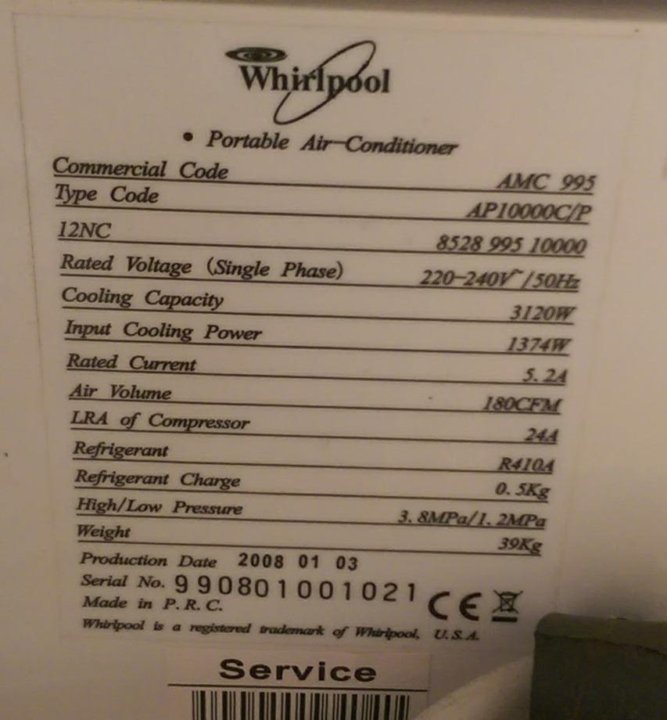 Whirlpool
• Portable Air-Conditioner
Commercial Code AMC 995
Type Code AP10000C/P
12NC 8528 995 10000
Rated Voltage (Single Phase) 220-240V~/50Hz
Cooling Capacity 3120W
Input Cooling Power 1374W
Rated Current 5.2A
Air Volume 180CFM
LRA of Compressor 24A
Refrigerant R410A
Refrigerant Charge 0.5Kg
High/Low Pressure 3.8MPa/1.2MPa
Weight 39Kg
Production Date 2008 01 03
Serial No. 990801001021
Made in P.R.C. CE
Whirlpool is a registered trademark of Whirlpool, U.S.A.
Service